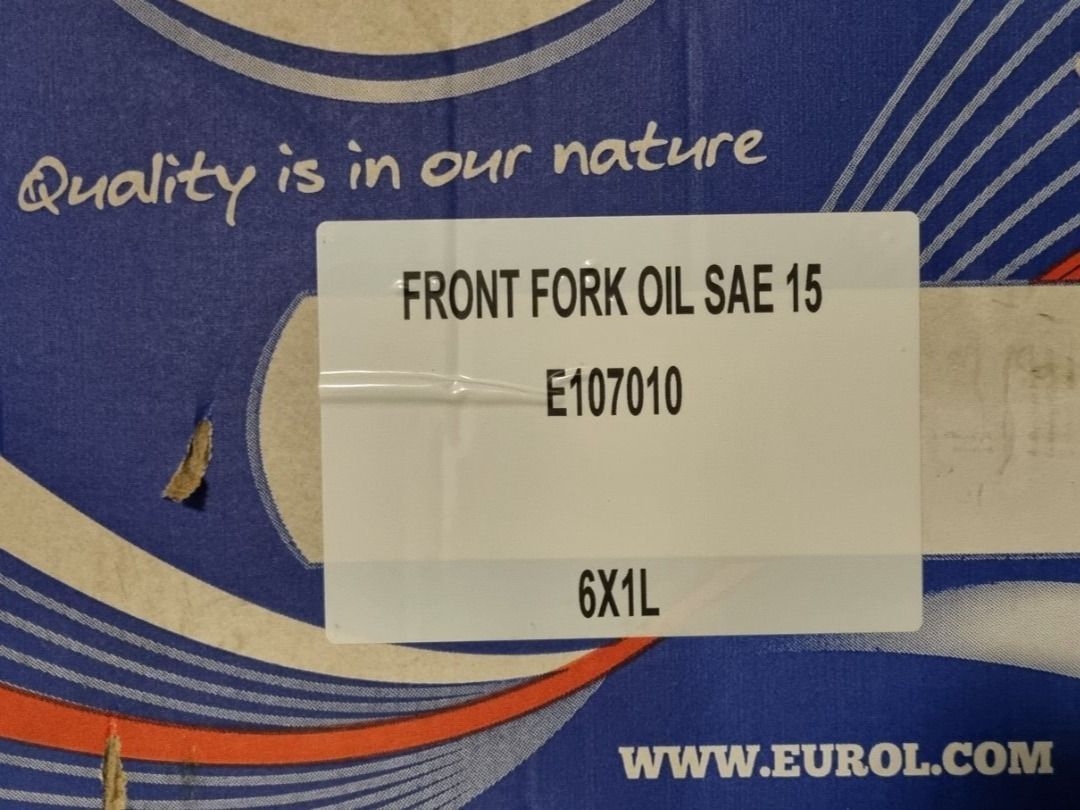 Quality is in our nature
FRONT FORK OIL SAE 15
E107010
6X1L
WWW.EUROL.COM